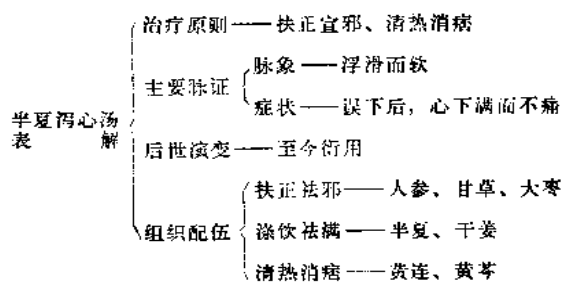 治疗原则——扶正宣邪、清热消痞
脉象——浮滑而软
主要脉证
症状——误下后，心下满而不痛
半夏泻心汤
表解
后世演变——至今衍用
扶正祛邪——人参、甘草、大枣
组织配伍
涤饮祛满——半夏、干姜
清热消痞——黄连、黄芩